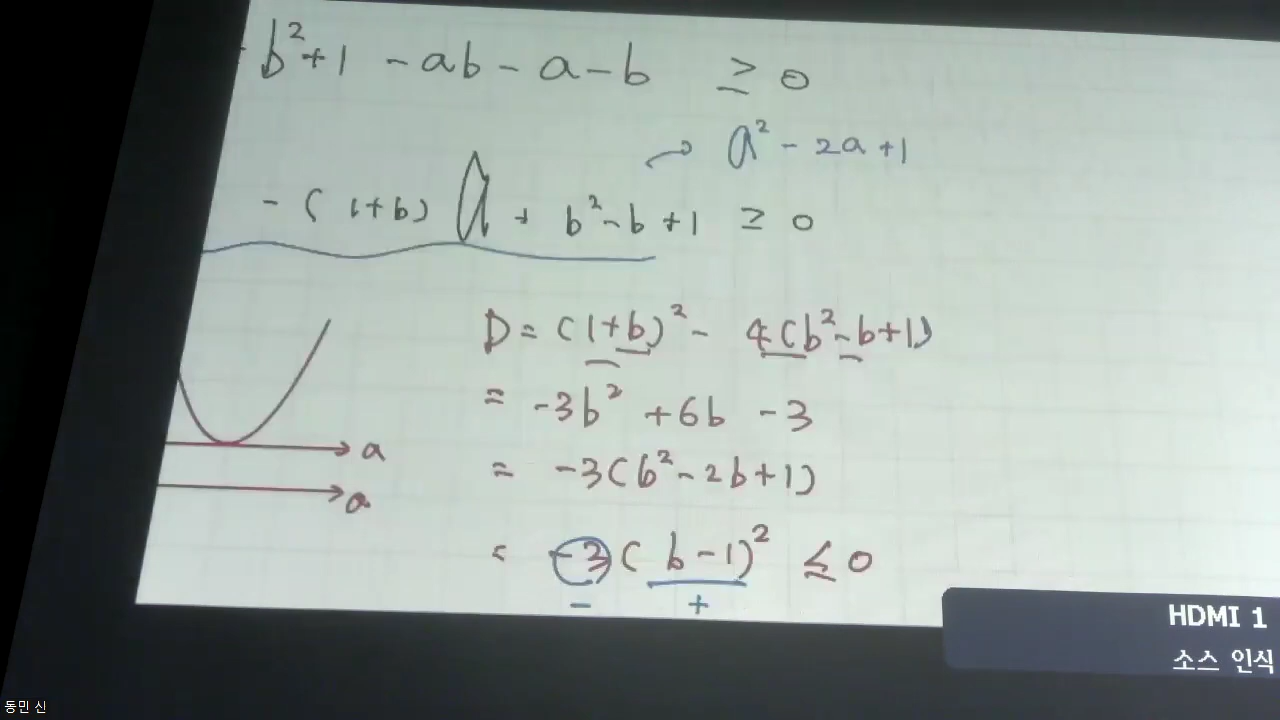 b²+1 -ab-a-b ≥ 0
→ a²-2a+1
-(1+b) a + b²-b+1 ≥ 0
D=(1+b)²- 4(b²-b+1)
= -3b² +6b -3
a
= -3(b²-2b+1)
a
= -3(b-1)² ≤ 0
- +
HDMI 1
소스 인식
동민 신